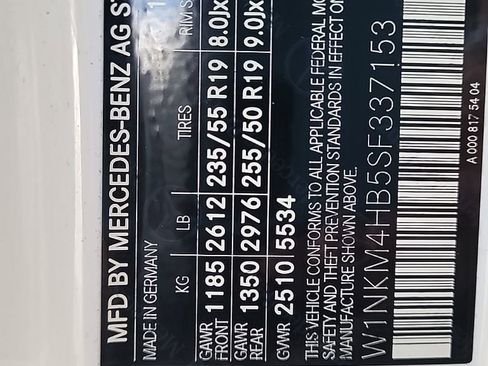 MFD BY MERCEDES-BENZ AG ST
MADE IN GERMANY
KG LB TIRES RIM S
GAWR FRONT 1185 2612 235/55 R19 8.0Jx
GAWR REAR 1350 2976 255/50 R19 9.0Jx
GVWR 2510 5534
THIS VEHICLE CONFORMS TO ALL APPLICABLE FEDERAL MO
SAFETY AND THEFT PREVENTION STANDARDS IN EFFECT O
MANUFACTURE SHOWN ABOVE.
W1NKM4HB5SF337153
A 000 817 54 04